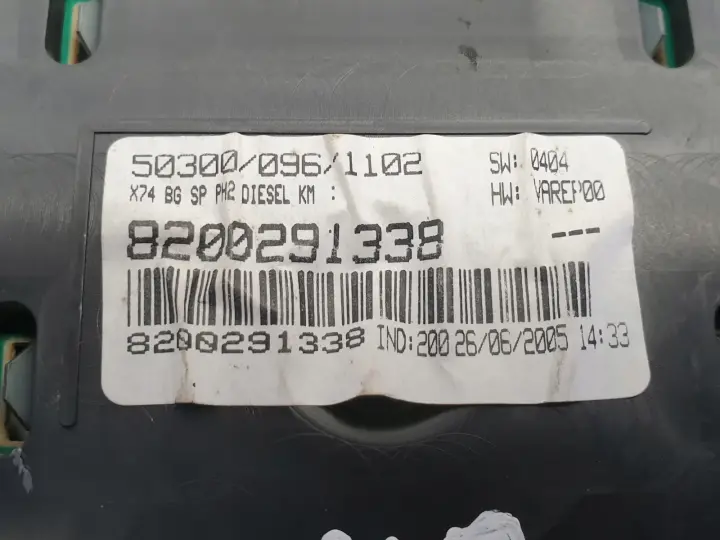 50300/096/1102 SW: 0404
X74 BG SP PH2 DIESEL KM : HW: VAREP00
8200291338 ---
8200291338 IND:200 26/06/2005 14:33